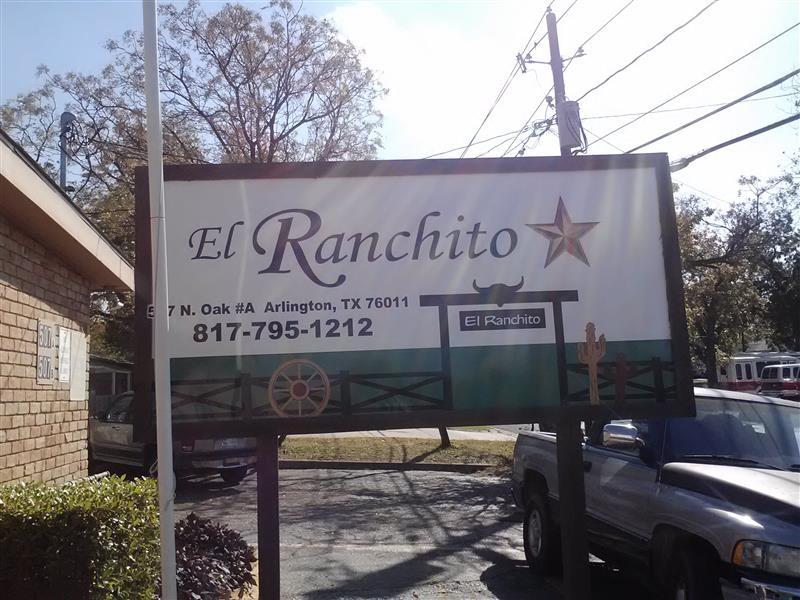 El Ranchito
N. Oak #A Arlington, TX 76011
817-795-1212
El Ranchito